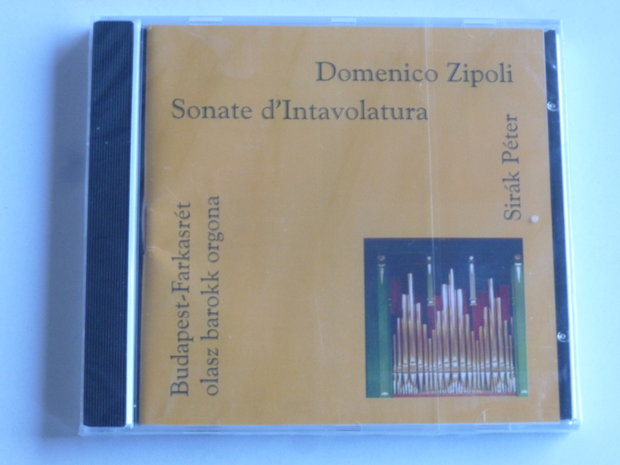 Domenico Zipoli
Sonate d'Intavolatura
Sirák Péter
Budapest-Farkasrét
olasz barokk orgona